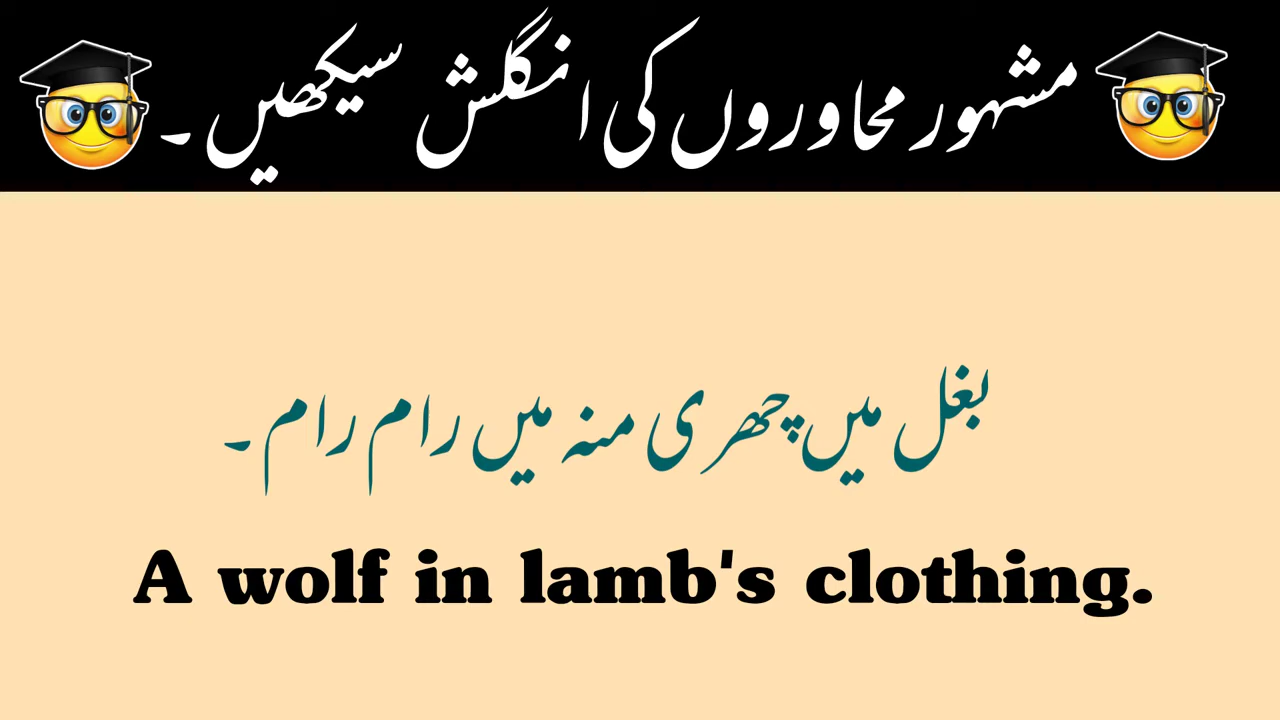 مشہور محاوروں کی انگلش سیکھیں۔
بغل میں چھری منہ میں رام رام۔
A wolf in lamb's clothing.